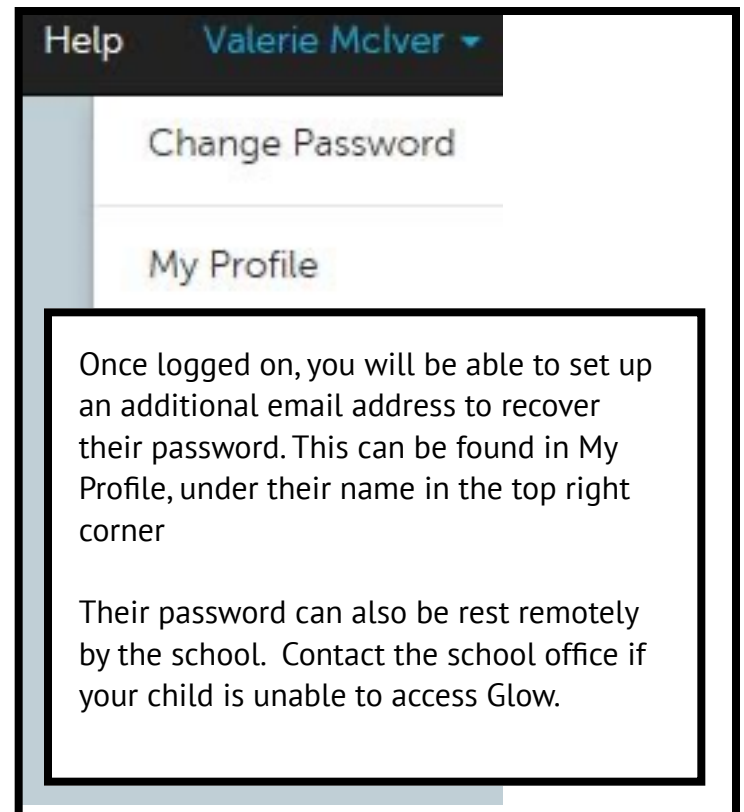 Help Valerie McIver
Change Password
My Profile
Once logged on, you will be able to set up
an additional email address to recover
their password. This can be found in My
Profile, under their name in the top right
corner
Their password can also be rest remotely
by the school. Contact the school office if
your child is unable to access Glow.